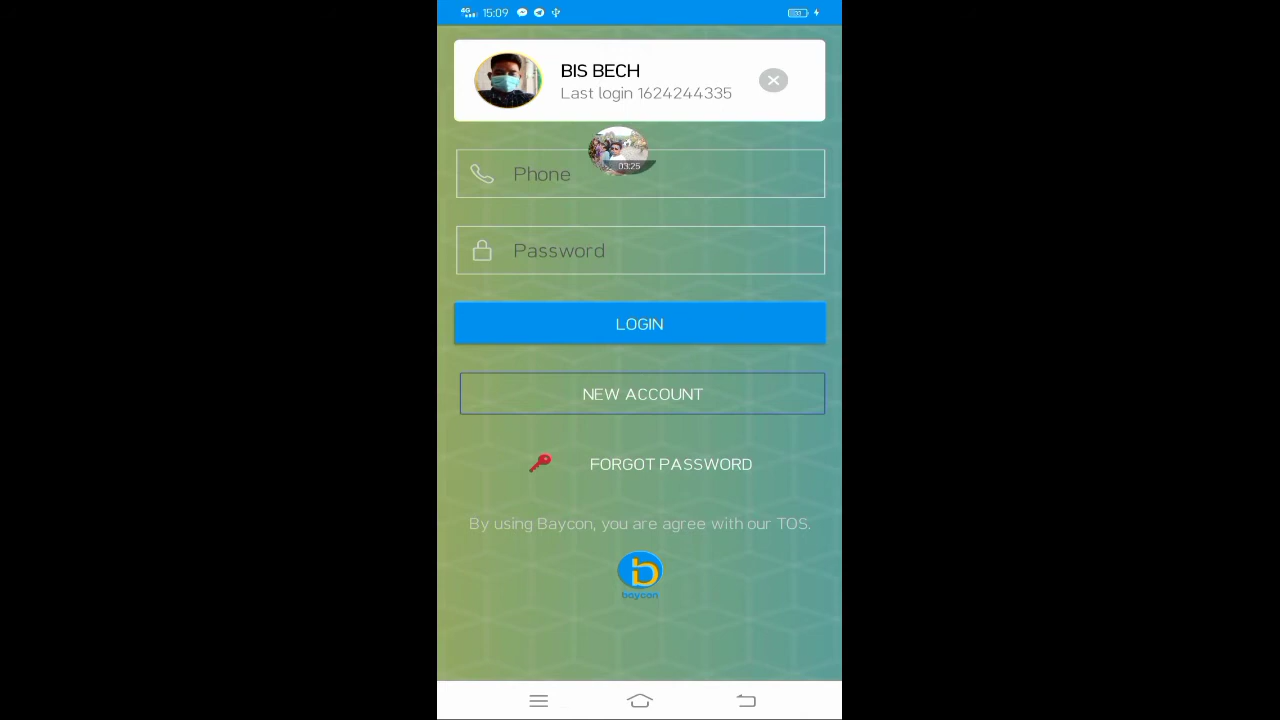 4G 15:09
BIS BECH
Last login 1624244335
03:25
Phone
Password
LOGIN
NEW ACCOUNT
FORGOT PASSWORD
By using Baycon, you are agree with our TOS.
b
baycon